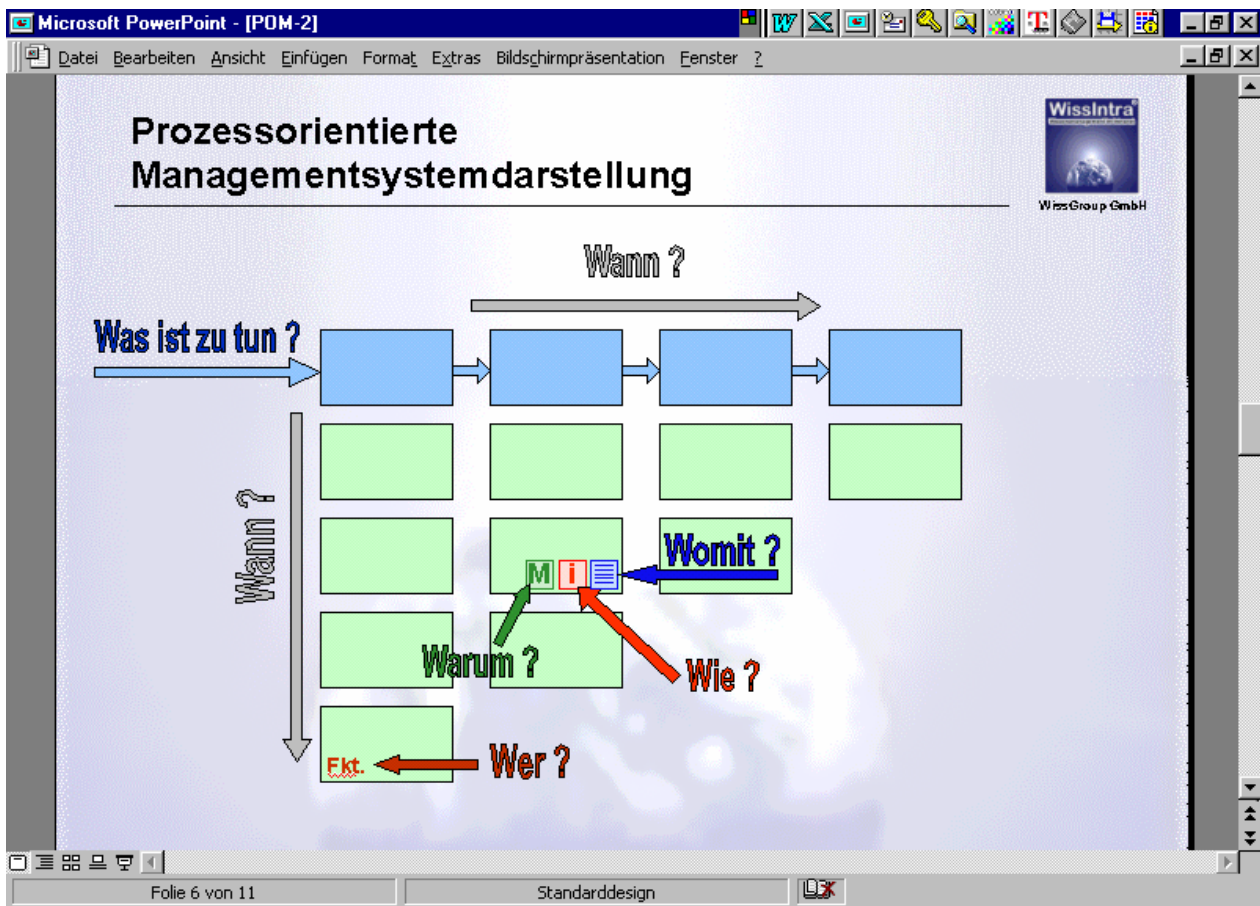 Microsoft PowerPoint - [POM-2]
Datei Bearbeiten Ansicht Einfügen Format Extras Bildschirmpräsentation Fenster ?
Prozessorientierte
Managementsystemdarstellung
WissIntra
WissGroup GmbH
Wann ?
Was ist zu tun ?
Wann ?
Womit ?
M i
Warum ?
Wie ?
Fkt.
Wer ?
Folie 6 von 11 Standarddesign